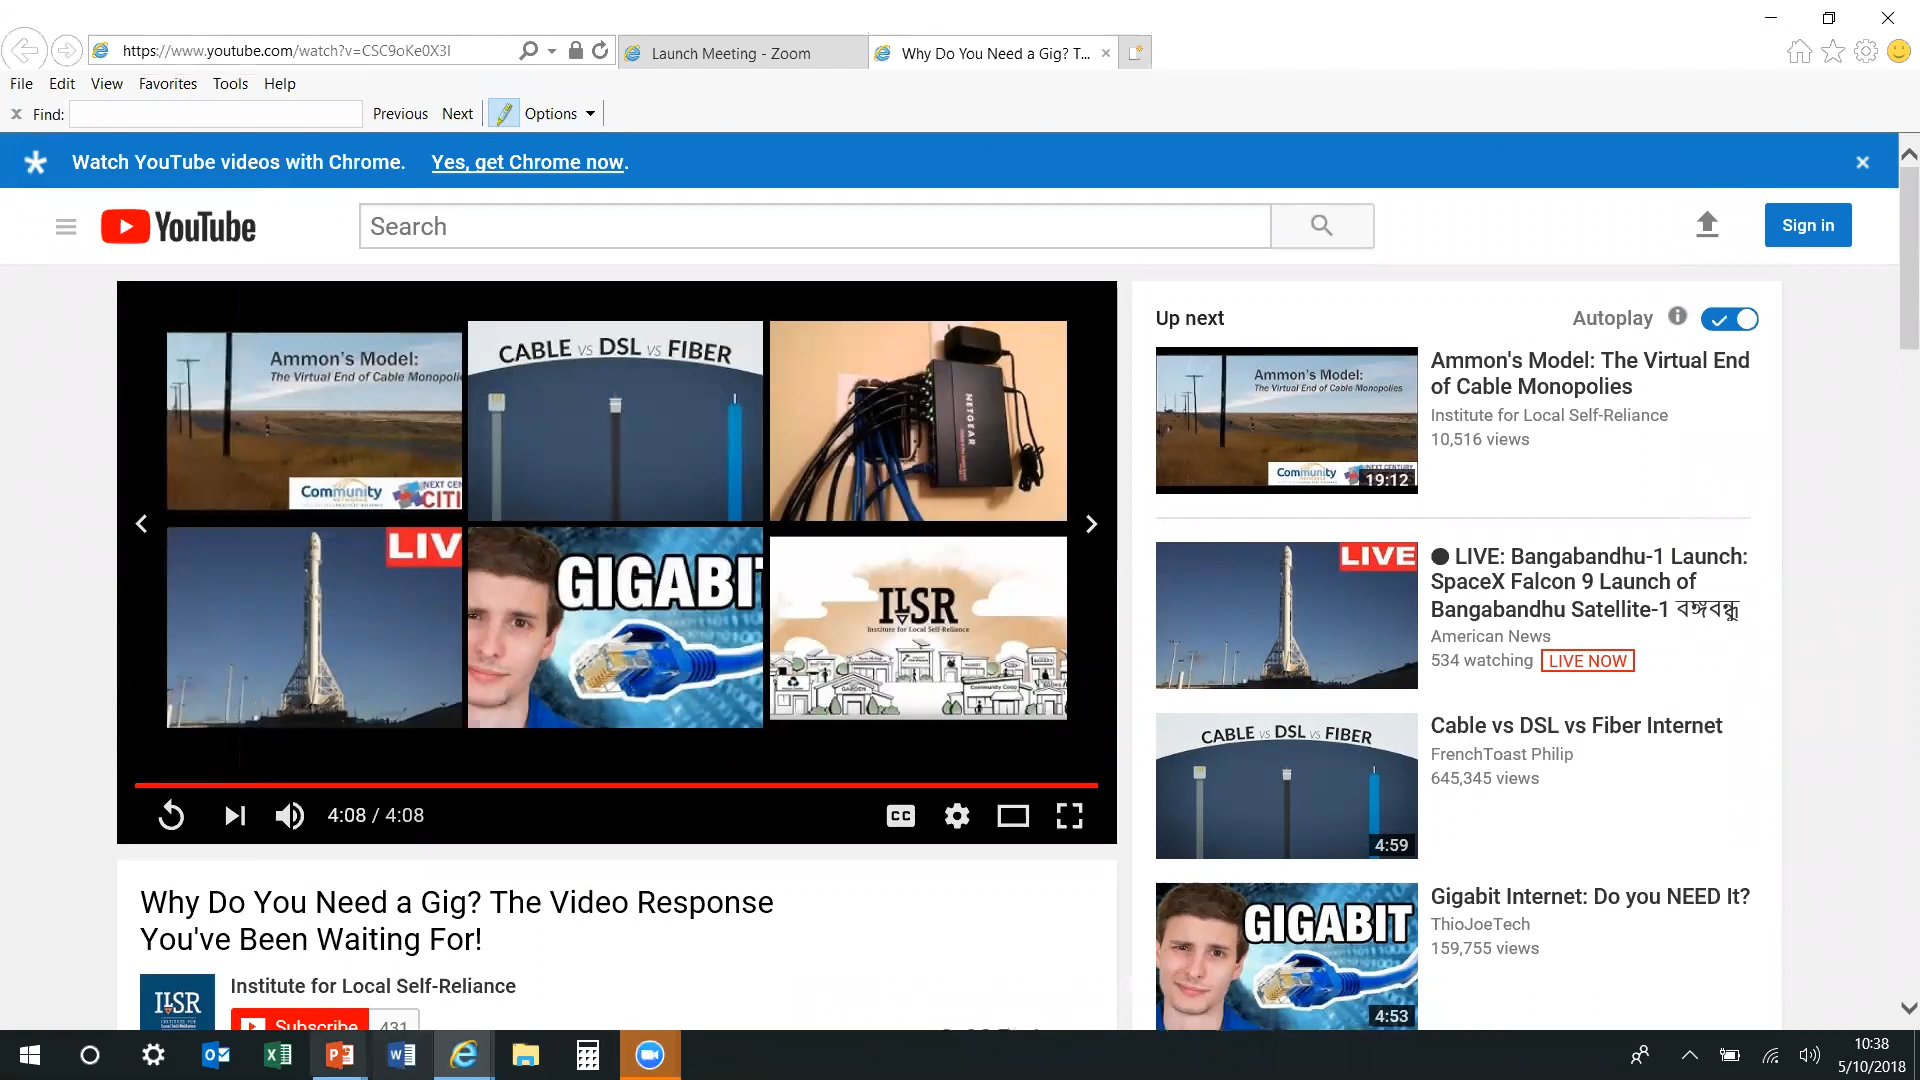 https://www.youtube.com/watch?v=CSC9oKe0X3I
Launch Meeting - Zoom
Why Do You Need a Gig? T...
File Edit View Favorites Tools Help
x Find: Previous Next Options
Watch YouTube videos with Chrome. Yes, get Chrome now.
YouTube
Search
Sign in
Ammon's Model:
The Virtual End of Cable Monopoli
Community
NEXT CEN
CITI
CABLE vs DSL vs FIBER
NETGEAR
LIV
GIGABI
ILSR
Institute for Local Self-Reliance
GARDEN
Community Coop
4:08 / 4:08
CC
Why Do You Need a Gig? The Video Response
You've Been Waiting For!
ILSR
Institute for Local Self-Reliance
Subscribe 431
Up next
Autoplay
Ammon's Model:
The Virtual End of Cable Monopolies
Community
NEXT CENTURY
19:12
Ammon's Model: The Virtual End
of Cable Monopolies
Institute for Local Self-Reliance
10,516 views
LIVE
LIVE: Bangabandhu-1 Launch:
SpaceX Falcon 9 Launch of
Bangabandhu Satellite-1 বঙ্গবন্ধু
American News
534 watching LIVE NOW
CABLE vs DSL vs FIBER
4:59
Cable vs DSL vs Fiber Internet
FrenchToast Philip
645,345 views
GIGABIT
4:53
Gigabit Internet: Do you NEED It?
ThioJoeTech
159,755 views
10:38
5/10/2018